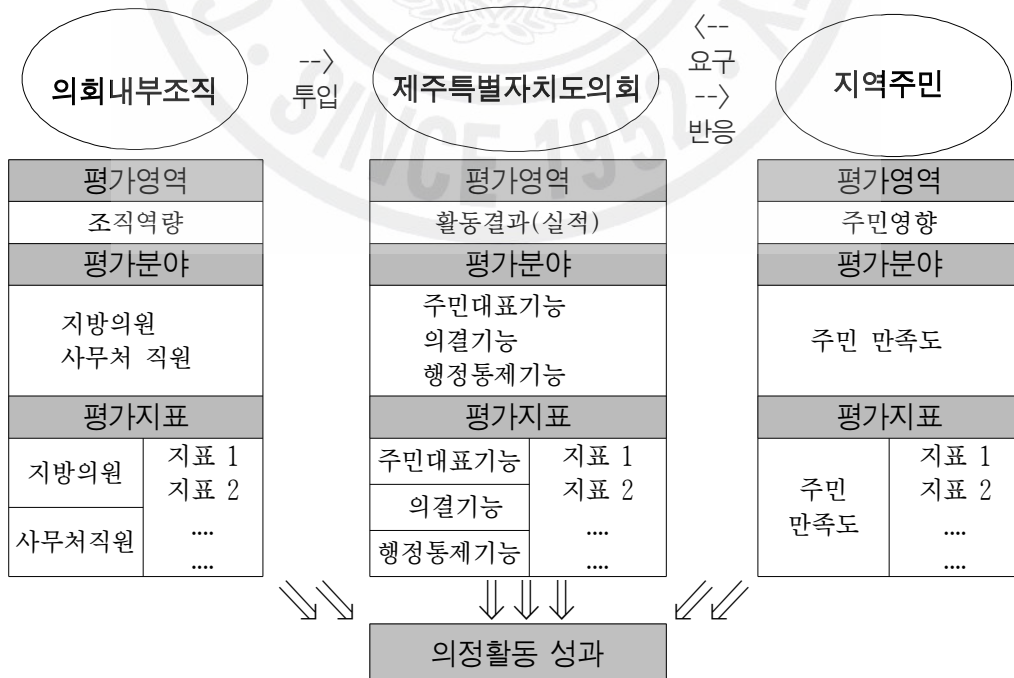 의회내부조직
-->
투입
제주특별자치도의회
<--
요구
-->
반응
지역주민
평가영역
조직역량
평가분야
지방의원
사무처 직원
평가지표
지방의원
사무처직원
지표 1
지표 2
....
....
평가영역
활동결과(실적)
평가분야
주민대표기능
의결기능
행정통제기능
평가지표
주민대표기능
의결기능
행정통제기능
지표 1
지표 2
....
....
평가영역
주민영향
평가분야
주민 만족도
평가지표
주민
만족도
지표 1
지표 2
....
....
의정활동 성과
SINCE 1952